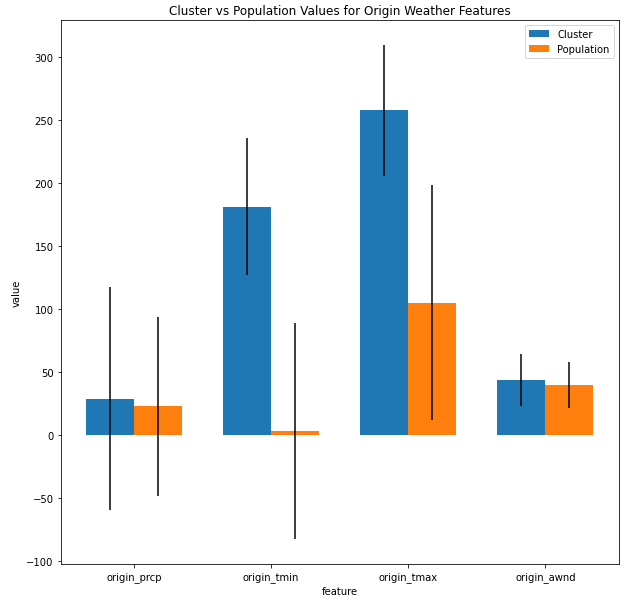 Cluster vs Population Values for Origin Weather Features
Cluster
Population
300
250
200
150
100
50
0
−50
−100
value
origin_prcp
origin_tmin
origin_tmax
origin_awnd
feature